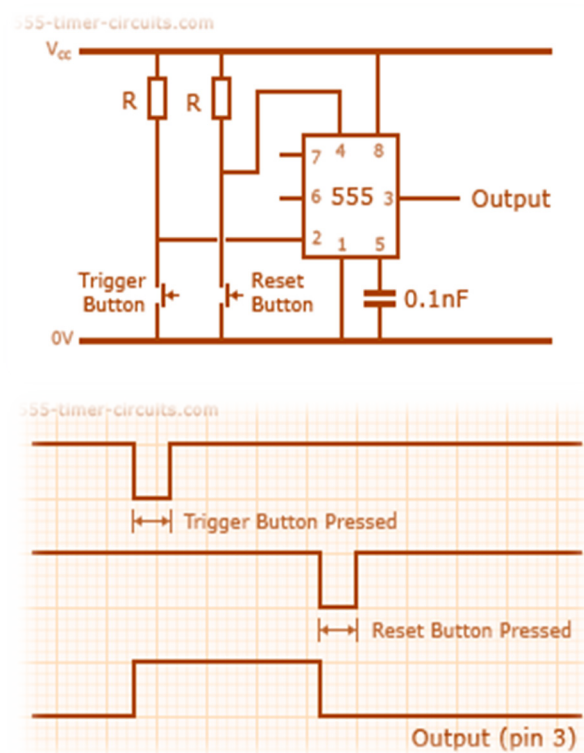 555-timer-circuits.com
Vcc
R
R
7 4 8
6 555 3
Output
2 1 5
Trigger
Button
Reset
Button
0.1nF
0V
555-timer-circuits.com
Trigger Button Pressed
Reset Button Pressed
Output (pin 3)